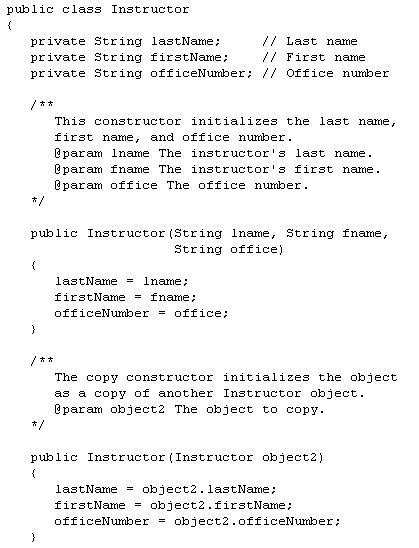 public class Instructor
{
   private String lastName;     // Last name
   private String firstName;    // First name
   private String officeNumber; // Office number

   /**
      This constructor initializes the last name,
      first name, and office number.
      @param lname The instructor's last name.
      @param fname The instructor's first name.
      @param office The office number.
   */

   public Instructor(String lname, String fname,
                     String office)
   {
      lastName = lname;
      firstName = fname;
      officeNumber = office;
   }

   /**
      The copy constructor initializes the object
      as a copy of another Instructor object.
      @param object2 The object to copy.
   */

   public Instructor(Instructor object2)
   {
      lastName = object2.lastName;
      firstName = object2.firstName;
      officeNumber = object2.officeNumber;
   }